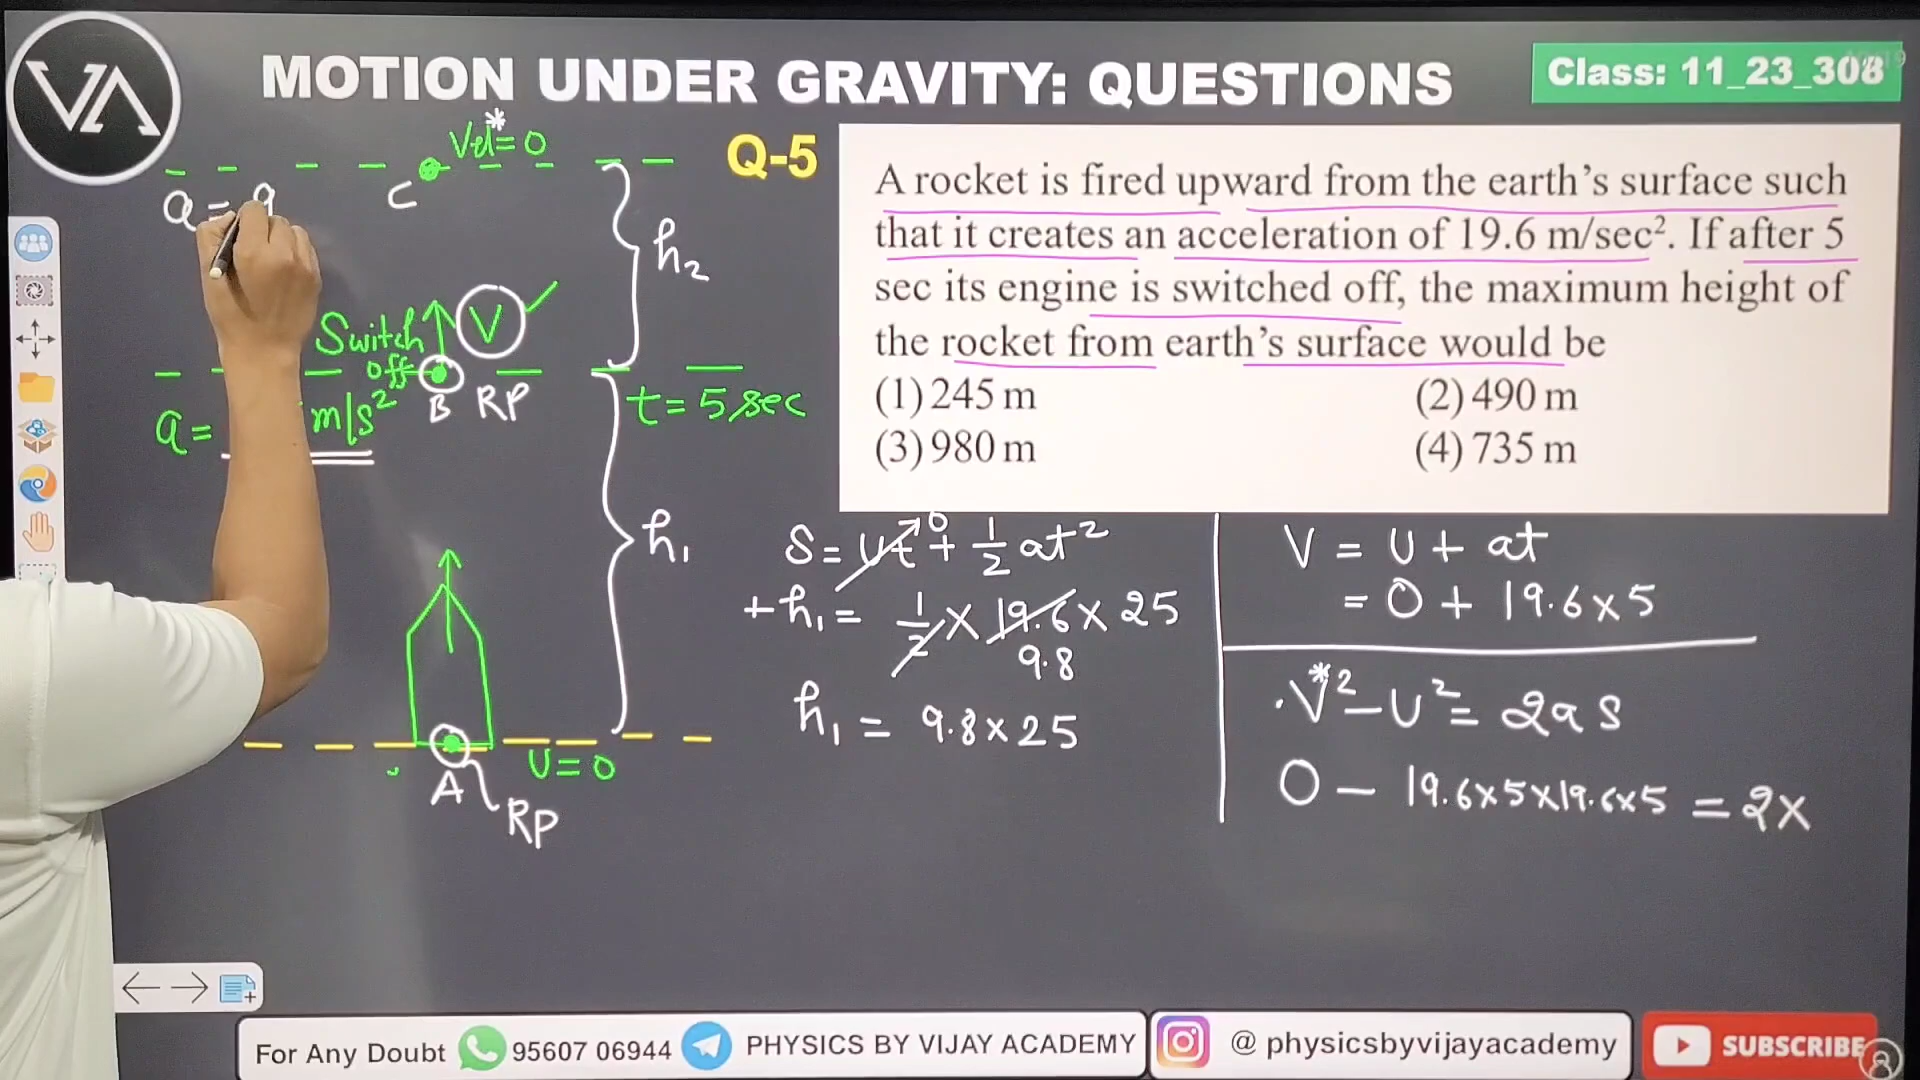 VA
MOTION UNDER GRAVITY: QUESTIONS
Class: 11_23_308
Q-5
A rocket is fired upward from the earth's surface such
that it creates an acceleration of 19.6 m/sec². If after 5
sec its engine is switched off, the maximum height of
the rocket from earth's surface would be
(1) 245 m
(2) 490 m
(3) 980 m
(4) 735 m
Vel* = 0
C
a = g
h₂
Switch
off
V
B RP
t = 5 sec
a = m/s²
h₁
U = 0
A
RP
S = ut⁰ + 1/2 at²
+h₁ = 1/2 × 19.6 × 25
9.8
h₁ = 9.8 × 25
V = U + at
= 0 + 19.6 × 5
V*² – U² = 2as
0 – 19.6×5×19.6×5 = 2×
For Any Doubt 95607 06944 PHYSICS BY VIJAY ACADEMY
@ physicsbyvijayacademy
SUBSCRIBE